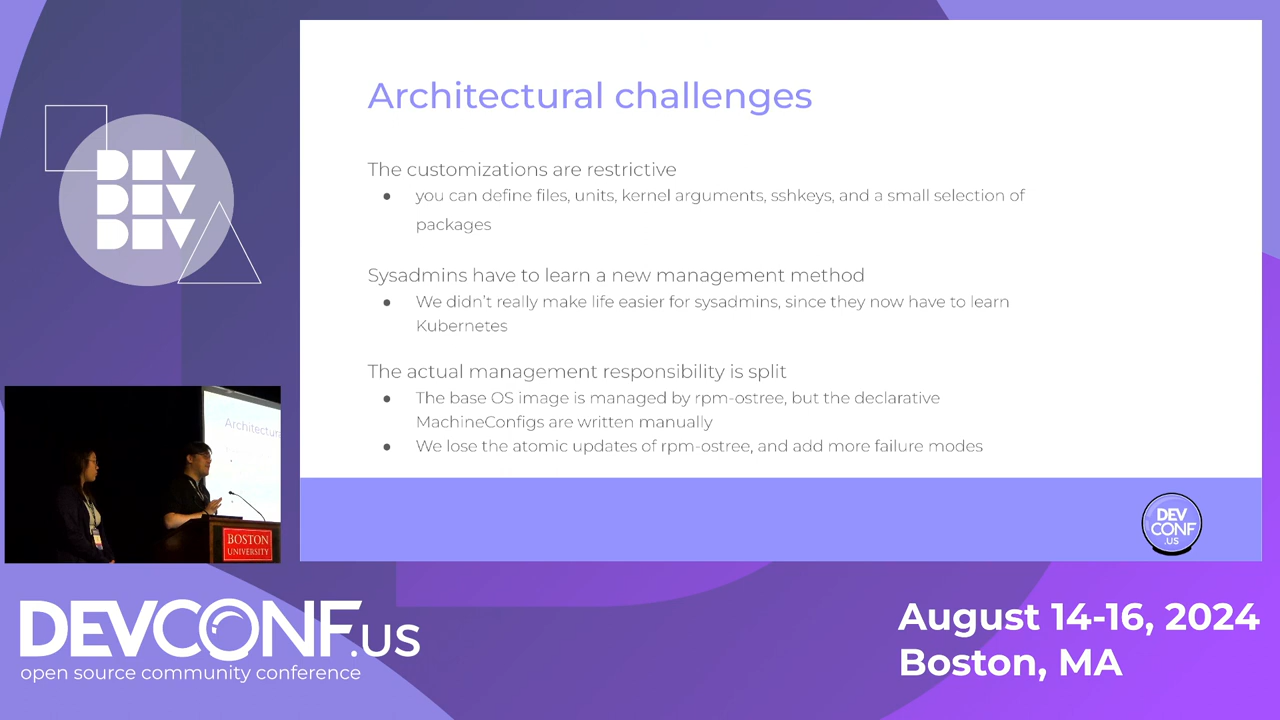 Architectural challenges
The customizations are restrictive
● you can define files, units, kernel arguments, sshkeys, and a small selection of
packages
Sysadmins have to learn a new management method
● We didn't really make life easier for sysadmins, since they now have to learn
Kubernetes
The actual management responsibility is split
● The base OS image is managed by rpm-ostree, but the declarative
MachineConfigs are written manually
● We lose the atomic updates of rpm-ostree, and add more failure modes
DEV
CONF
.US
DEV
DEV
DEV
Architectur
BOSTON
UNIVERSITY
DEVCONF.US
open source community conference
August 14-16, 2024
Boston, MA